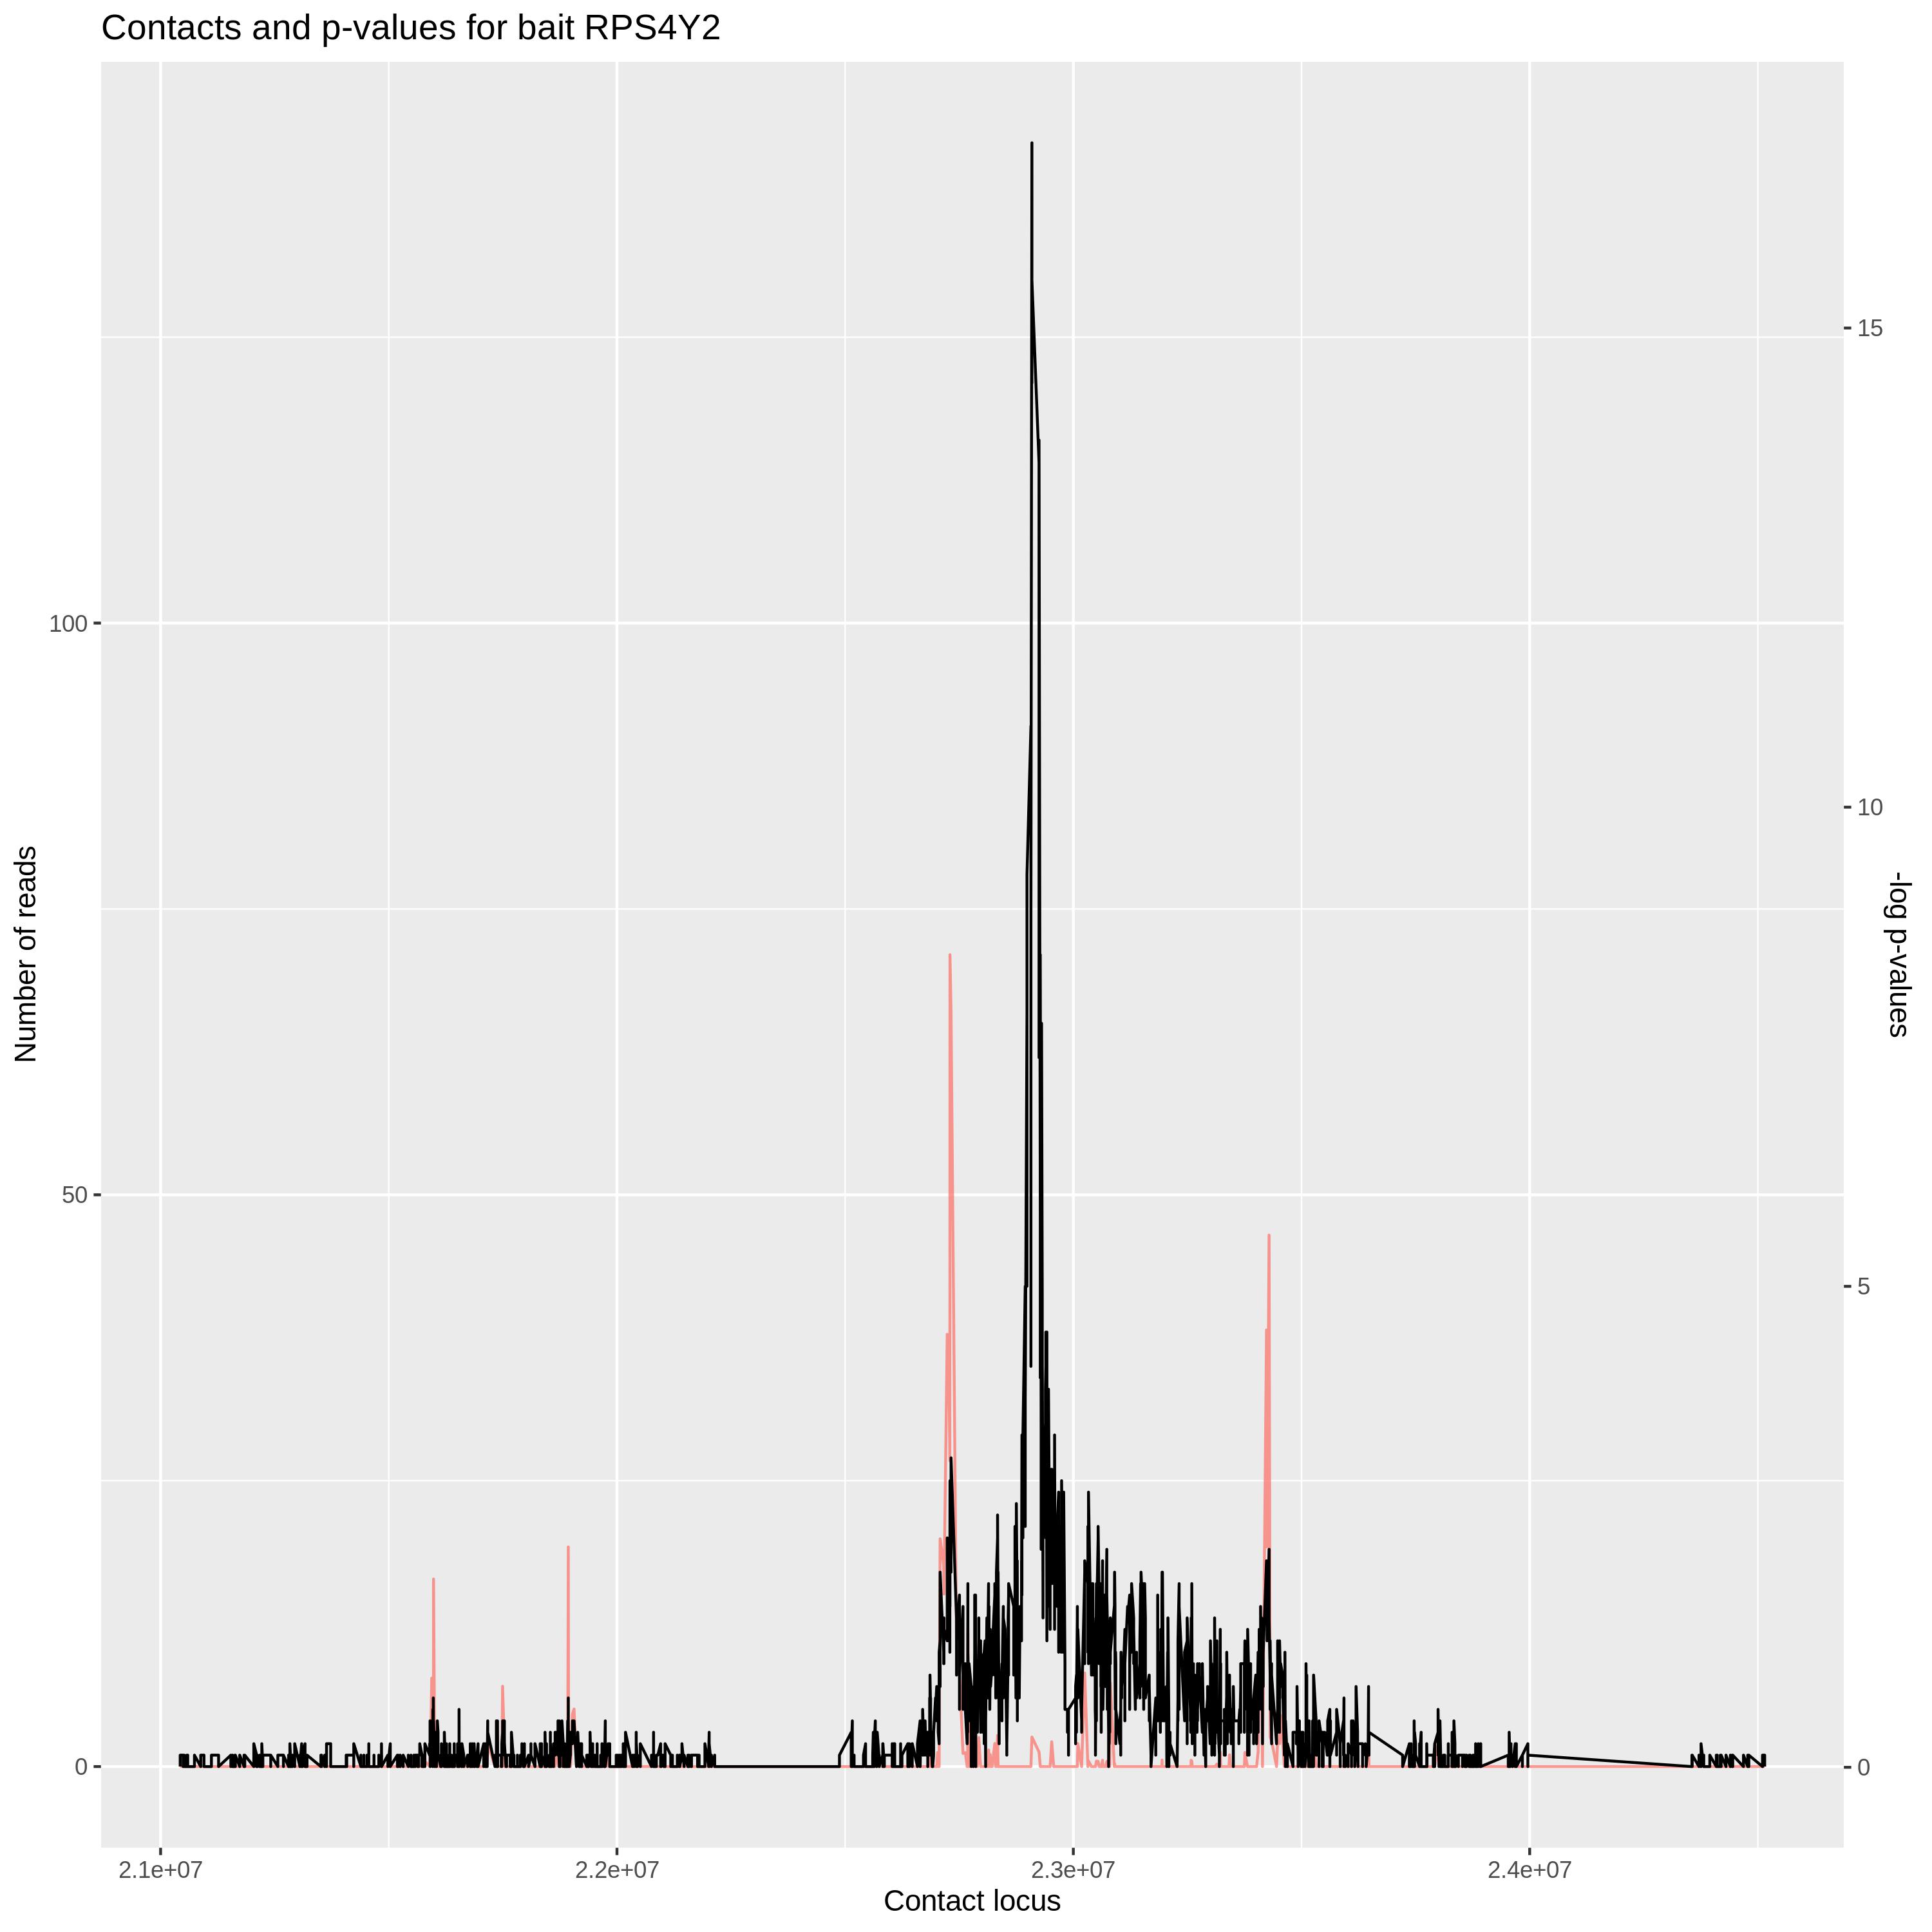 Contacts and p-values for bait RPS4Y2
Number of reads
100
50
0
15
10
5
0
-log p-values
2.1e+07
2.2e+07
2.3e+07
2.4e+07
Contact locus